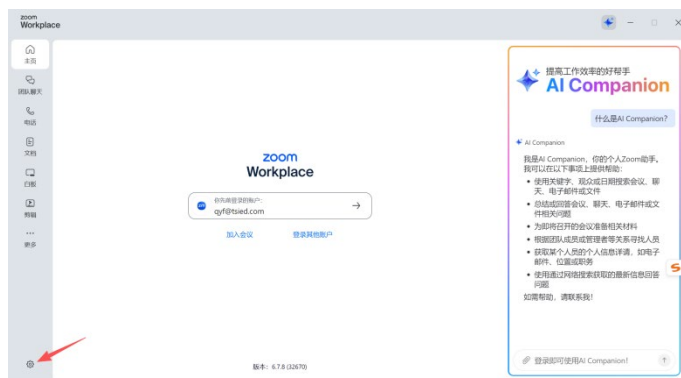 zoom
Workplace
主页
团队聊天
电话
文档
白板
剪辑
更多
zoom
Workplace
你先前登录的账户:
qyf@tsied.com
加入会议
登录其他账户
版本: 6.7.8 (32670)
提高工作效率的好帮手
AI Companion
什么是AI Companion?
AI Companion
我是AI Companion，你的个人Zoom助手。
我可以在以下事项上提供帮助:
• 使用关键字、观众或日期搜索会议、聊
天、电子邮件或文件
• 总结或回答会议、聊天、电子邮件或文
件相关问题
• 为即将召开的会议准备相关材料
• 根据团队成员或管理者等关系寻找人员
• 获取某个人员的个人信息详请，如电子
邮件、位置或职务
• 使用通过网络搜索获取的最新信息回答
问题
如需帮助，请联系我!
登录即可使用AI Companion!